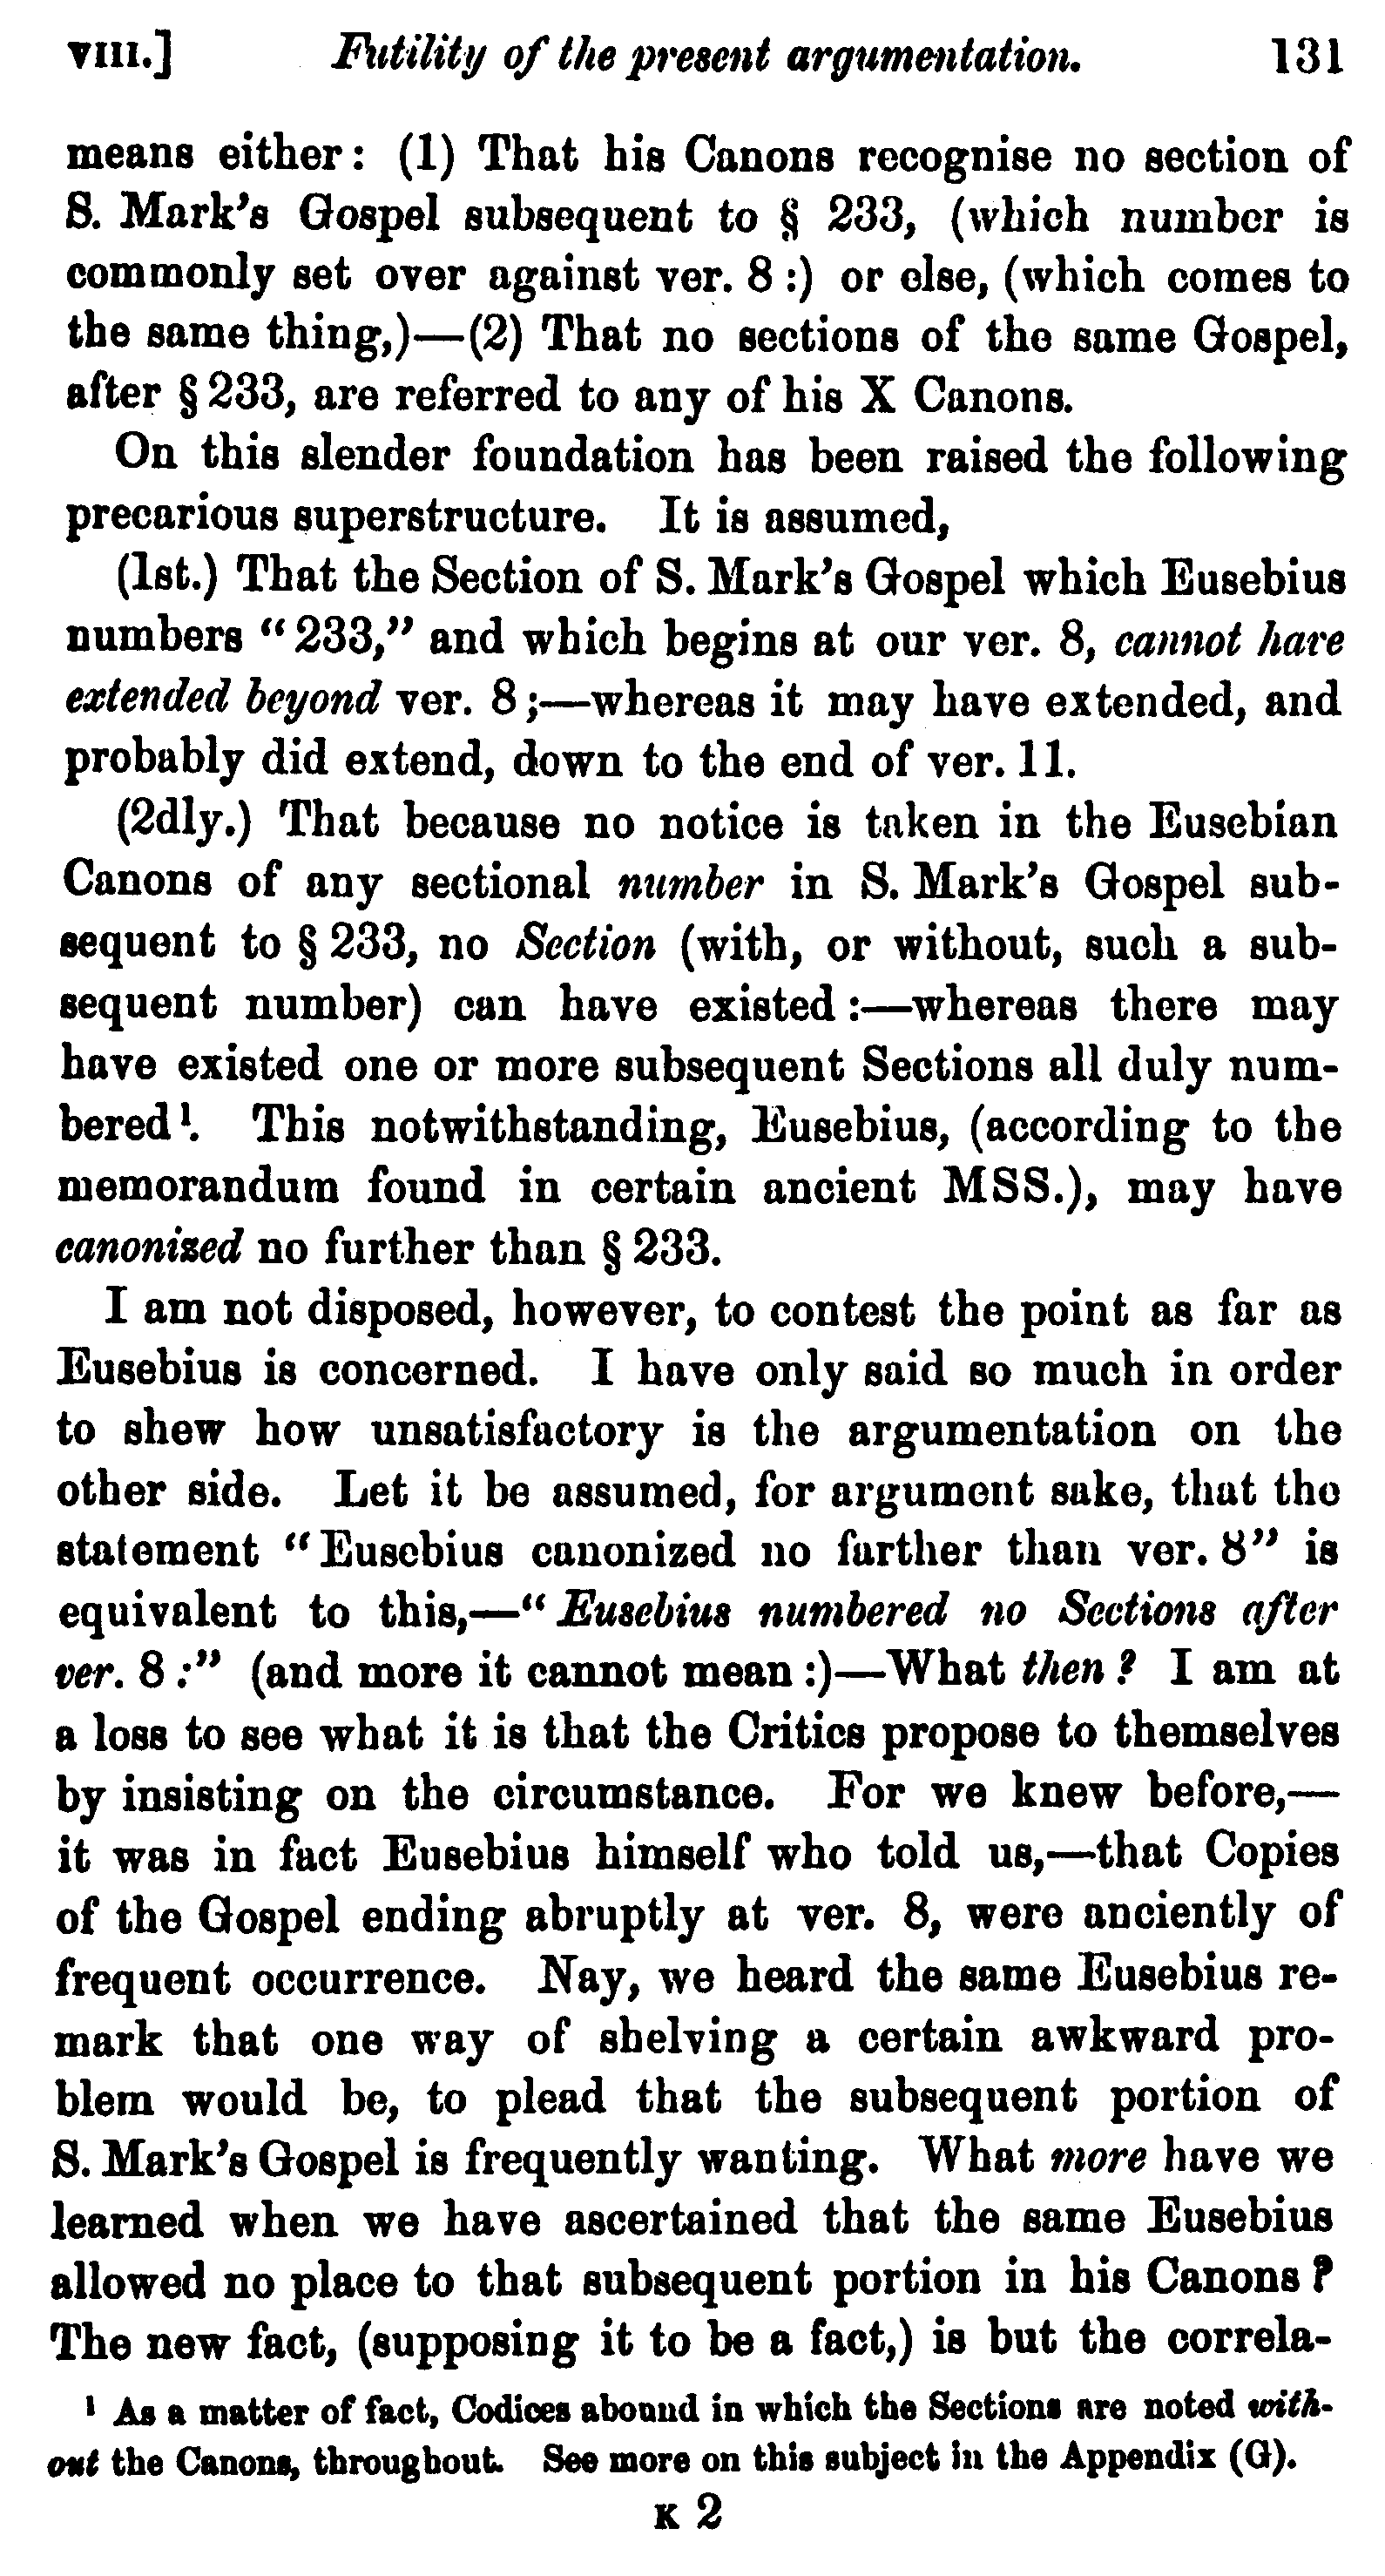 VIII.] Futility of the present argumentation. 131
means either: (1) That his Canons recognise no section of
S. Mark's Gospel subsequent to § 233, (which number is
commonly set over against ver. 8 :) or else, (which comes to
the same thing,)—(2) That no sections of the same Gospel,
after § 233, are referred to any of his X Canons.
On this slender foundation has been raised the following
precarious superstructure. It is assumed,
(1st.) That the Section of S. Mark's Gospel which Eusebius
numbers “233,” and which begins at our ver. 8, cannot have
extended beyond ver. 8 ;—whereas it may have extended, and
probably did extend, down to the end of ver. 11.
(2dly.) That because no notice is taken in the Eusebian
Canons of any sectional number in S. Mark's Gospel sub-
sequent to § 233, no Section (with, or without, such a sub-
sequent number) can have existed :—whereas there may
have existed one or more subsequent Sections all duly num-
bered¹. This notwithstanding, Eusebius, (according to the
memorandum found in certain ancient MSS.), may have
canonized no further than § 233.
I am not disposed, however, to contest the point as far as
Eusebius is concerned. I have only said so much in order
to shew how unsatisfactory is the argumentation on the
other side. Let it be assumed, for argument sake, that the
statement “Eusebius canonized no farther than ver. 8” is
equivalent to this,—“Eusebius numbered no Sections after
ver. 8 :” (and more it cannot mean :)—What then ? I am at
a loss to see what it is that the Critics propose to themselves
by insisting on the circumstance. For we knew before,—
it was in fact Eusebius himself who told us,—that Copies
of the Gospel ending abruptly at ver. 8, were anciently of
frequent occurrence. Nay, we heard the same Eusebius re-
mark that one way of shelving a certain awkward pro-
blem would be, to plead that the subsequent portion of
S. Mark's Gospel is frequently wanting. What more have we
learned when we have ascertained that the same Eusebius
allowed no place to that subsequent portion in his Canons ?
The new fact, (supposing it to be a fact,) is but the correla-
¹ As a matter of fact, Codices abound in which the Sections are noted with-
out the Canons, throughout. See more on this subject in the Appendix (G).
K 2